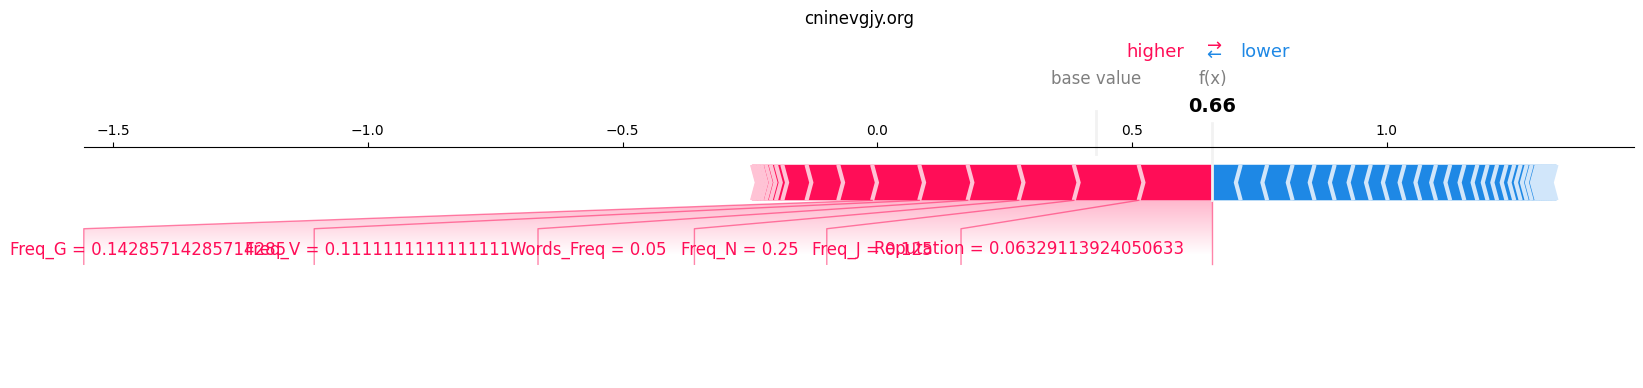 cninevgjy.org
higher ⇄ lower
base value f(x)
0.66
−1.5 −1.0 −0.5 0.0 0.5 1.0
Freq_G = 0.14285714285714285 Freq_V = 0.1111111111111111 Words_Freq = 0.05 Freq_N = 0.25 Freq_J = 0.125 Reputation = 0.06329113924050633